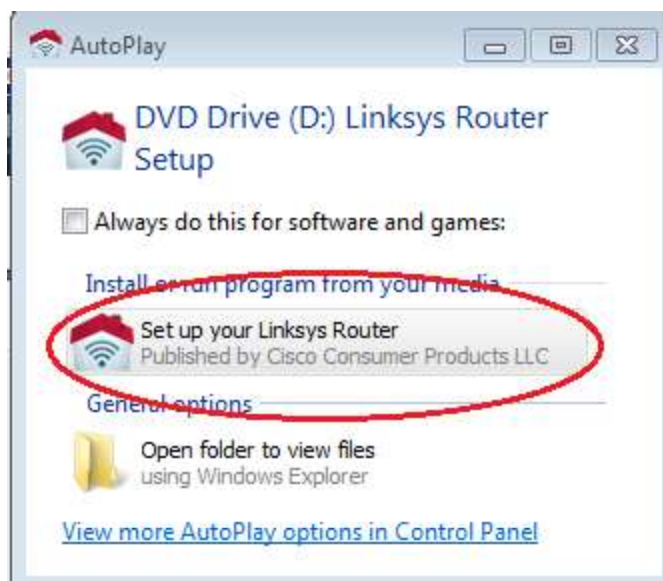 AutoPlay
DVD Drive (D:) Linksys Router
Setup
Always do this for software and games:
Install or run program from your media
Set up your Linksys Router
Published by Cisco Consumer Products LLC
General options
Open folder to view files
using Windows Explorer
View more AutoPlay options in Control Panel